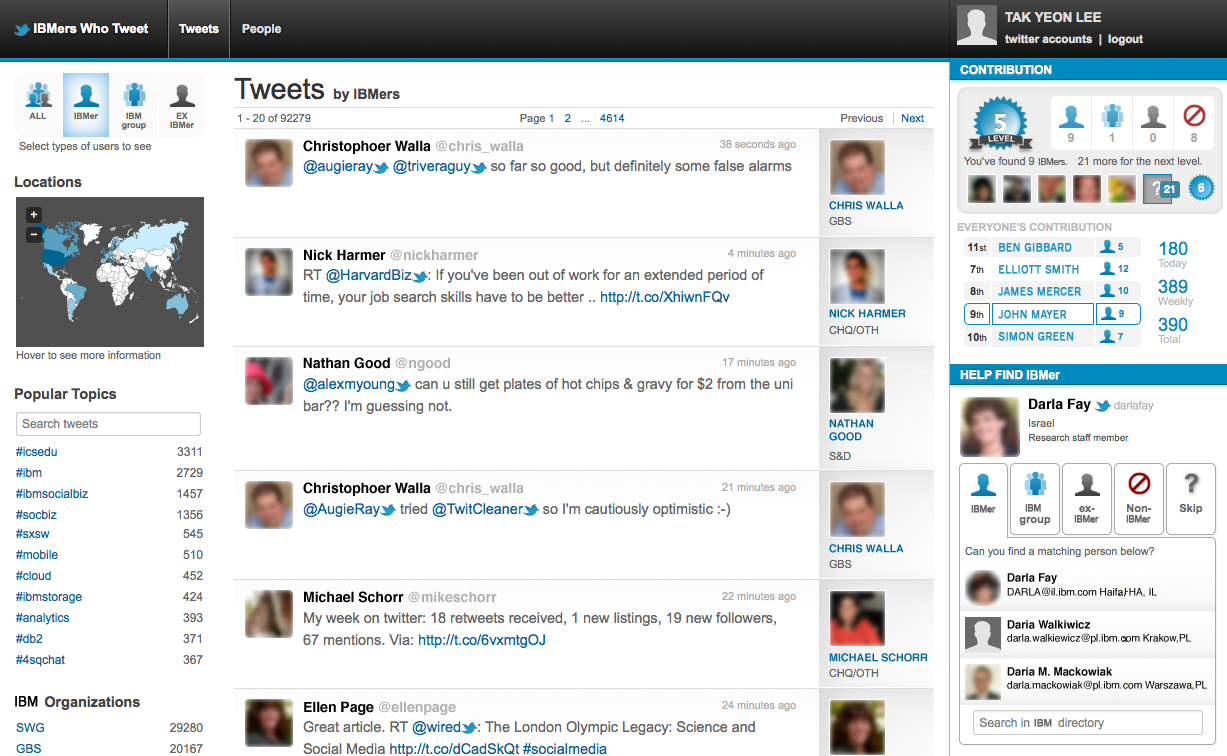 IBMers Who Tweet
Tweets
People
TAK YEON LEE
twitter accounts | logout
ALL
IBMer
IBM group
EX IBMer
Select types of users to see
Locations
+
−
Hover to see more information
Popular Topics
Search tweets
#icsedu 3311
#ibm 2729
#ibmsocialbiz 1457
#socbiz 1356
#sxsw 545
#mobile 510
#cloud 452
#ibmstorage 424
#analytics 393
#db2 371
#4sqchat 367
IBM Organizations
SWG 29280
GBS 20167
Tweets by IBMers
1 - 20 of 92279 Page 1 2 ... 4614 Previous | Next
Christophoer Walla @chris_walla 38 seconds ago
@augieray @triveraguy so far so good, but definitely some false alarms
CHRIS WALLA
GBS
Nick Harmer @nickharmer 4 minutes ago
RT @HarvardBiz: If you've been out of work for an extended period of
time, your job search skills have to be better .. http://t.co/XhiwnFQv
NICK HARMER
CHQ/OTH
Nathan Good @ngood 17 minutes ago
@alexmyoung can u still get plates of hot chips & gravy for $2 from the uni
bar?? I'm guessing not.
NATHAN
GOOD
S&D
Christophoer Walla @chris_walla 21 minutes ago
@AugieRay tried @TwitCleaner so I'm cautiously optimistic :-)
CHRIS WALLA
GBS
Michael Schorr @mikeschorr 22 minutes ago
My week on twitter: 18 retweets received, 1 new listings, 19 new followers,
67 mentions. Via: http://t.co/6vxmtgOJ
MICHAEL SCHORR
CHQ/OTH
Ellen Page @ellenpage 24 minutes ago
Great article. RT @wired: The London Olympic Legacy: Science and
Social Media http://t.co/dCadSkQt #socialmedia
CONTRIBUTION
5
LEVEL
9 1 0 8
You've found 9 IBMers. 21 more for the next level.
? 21 6
EVERYONE'S CONTRIBUTION
11st BEN GIBBARD 5
7th ELLIOTT SMITH 12
8th JAMES MERCER 10
9th JOHN MAYER 9
10th SIMON GREEN 7
180
Today
389
Weekly
390
Total
HELP FIND IBMer
Darla Fay darlafay
Israel
Research staff member
IBMer
IBM group
ex-IBMer
Non-IBMer
?
Skip
Can you find a matching person below?
Darla Fay
DARLA@il.ibm.com Haifa/HA, IL
Daria Walkiwicz
darla.walkiewicz@pl.ibm.com Krakow,PL
Daria M. Mackowiak
darla.mackowiak@pl.ibm.com Warszawa,PL
Search in IBM directory